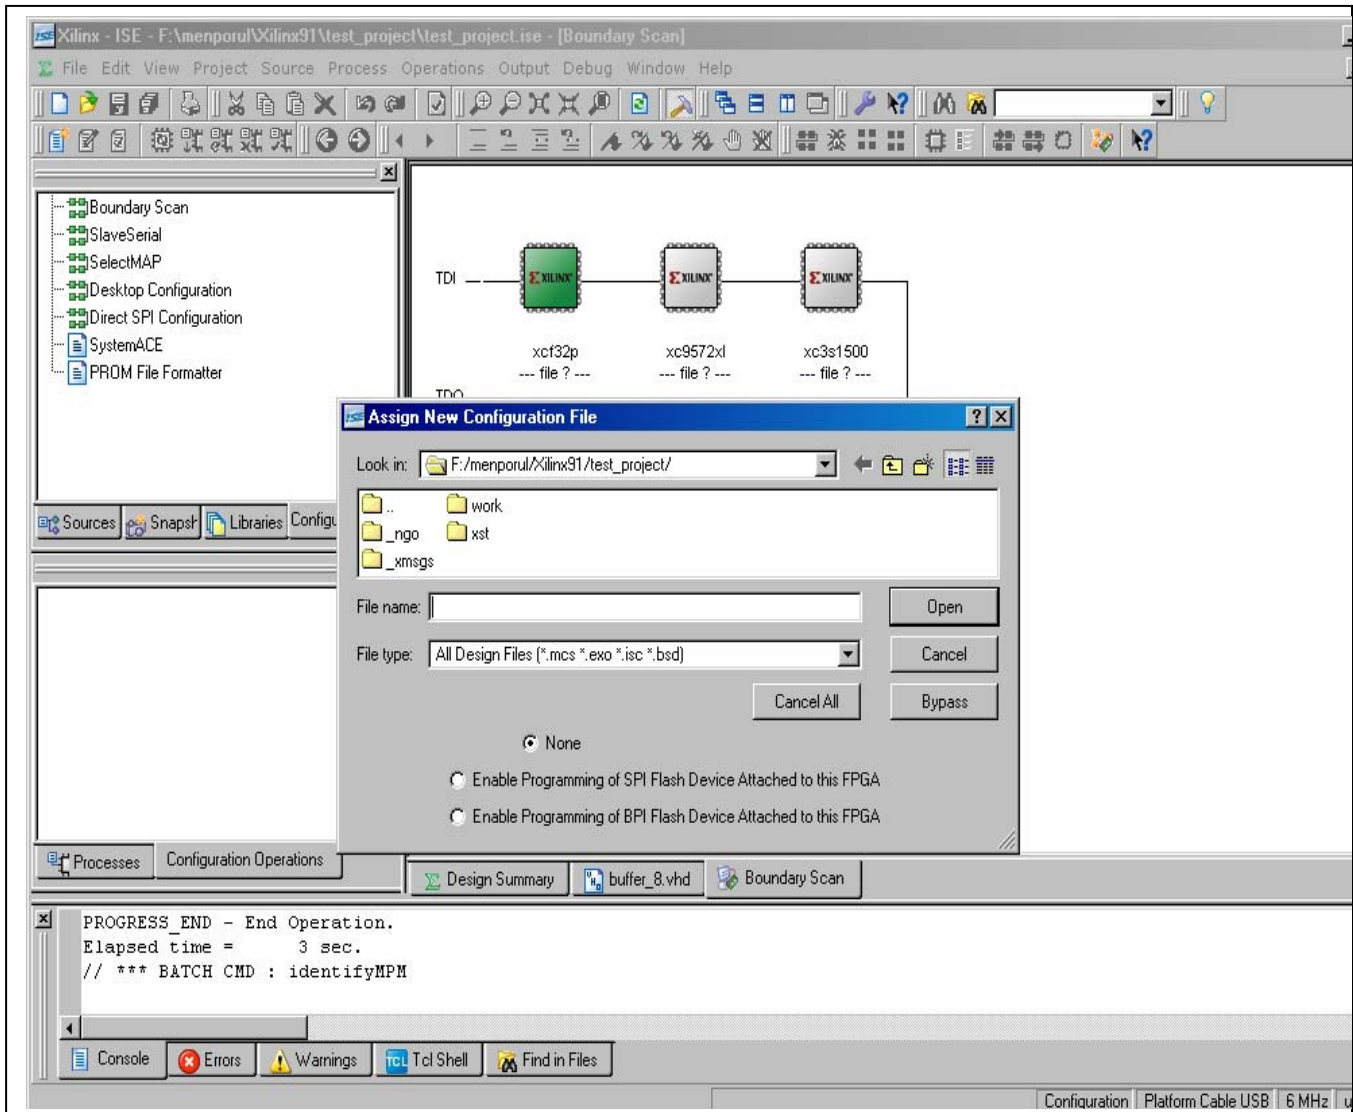 Xilinx - ISE - F:\menporul\Xilinx91\test_project\test_project.ise - [Boundary Scan]
File Edit View Project Source Process Operations Output Debug Window Help
Boundary Scan
SlaveSerial
SelectMAP
Desktop Configuration
Direct SPI Configuration
SystemACE
PROM File Formatter
TDI
XILINX XILINX XILINX
xcf32p xc9572xl xc3s1500
--- file ? --- --- file ? --- --- file ? ---
TDO
ISE Assign New Configuration File
Look in: F:/menporul/Xilinx91/test_project/
.. work
_ngo xst
_xmsgs
File name: Open
File type: All Design Files (*.mcs *.exo *.isc *.bsd) Cancel
Cancel All Bypass
None
Enable Programming of SPI Flash Device Attached to this FPGA
Enable Programming of BPI Flash Device Attached to this FPGA
Sources Snapsh Libraries Configu
Processes Configuration Operations
Design Summary buffer_8.vhd Boundary Scan
PROGRESS_END - End Operation.
Elapsed time = 3 sec.
// *** BATCH CMD : identifyMPM
Console Errors Warnings TCL Tcl Shell Find in Files
Configuration Platform Cable USB 6 MHz u